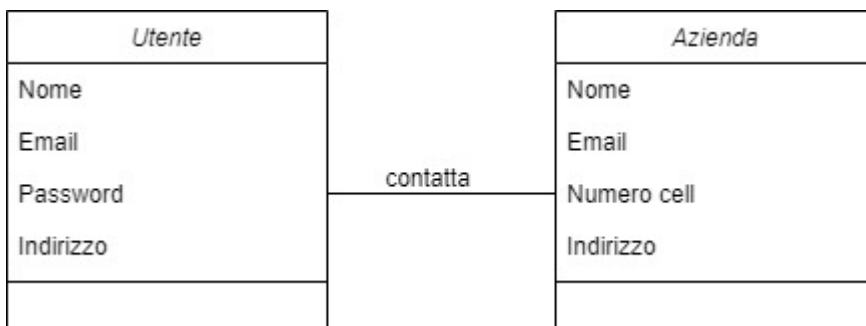 Utente
Nome
Email
Password
Indirizzo
contatta
Azienda
Nome
Email
Numero cell
Indirizzo